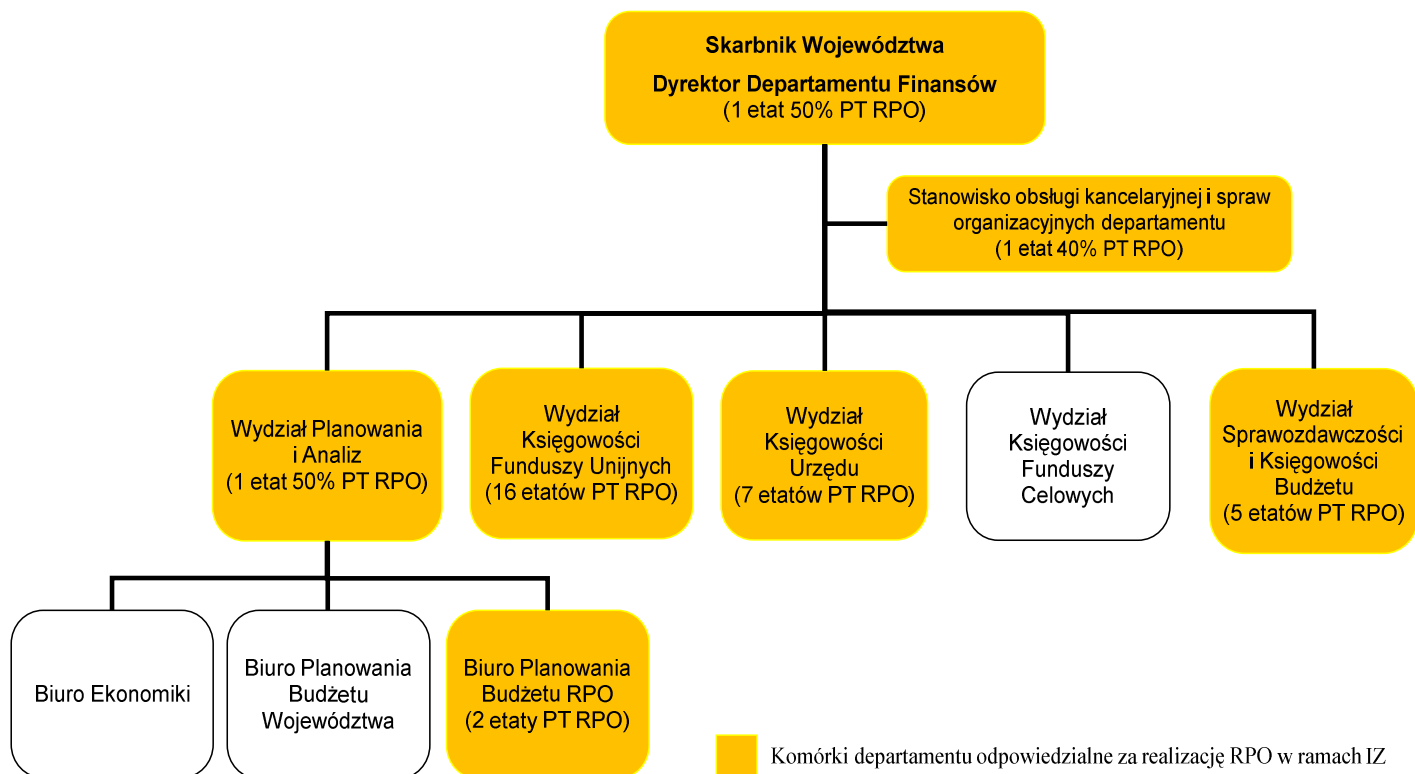 Skarbnik Województwa
Dyrektor Departamentu Finansów
(1 etat 50% PT RPO)
Stanowisko obsługi kancelaryjnej i spraw
organizacyjnych departamentu
(1 etat 40% PT RPO)
Wydział Planowania
i Analiz
(1 etat 50% PT RPO)
Wydział
Księgowości
Funduszy Unijnych
(16 etatów PT RPO)
Wydział
Księgowości
Urzędu
(7 etatów PT RPO)
Wydział
Księgowości
Funduszy
Celowych
Wydział
Sprawozdawczości
i Księgowości
Budżetu
(5 etatów PT RPO)
Biuro Ekonomiki
Biuro Planowania
Budżetu
Województwa
Biuro Planowania
Budżetu RPO
(2 etaty PT RPO)
Komórki departamentu odpowiedzialne za realizację RPO w ramach IZ